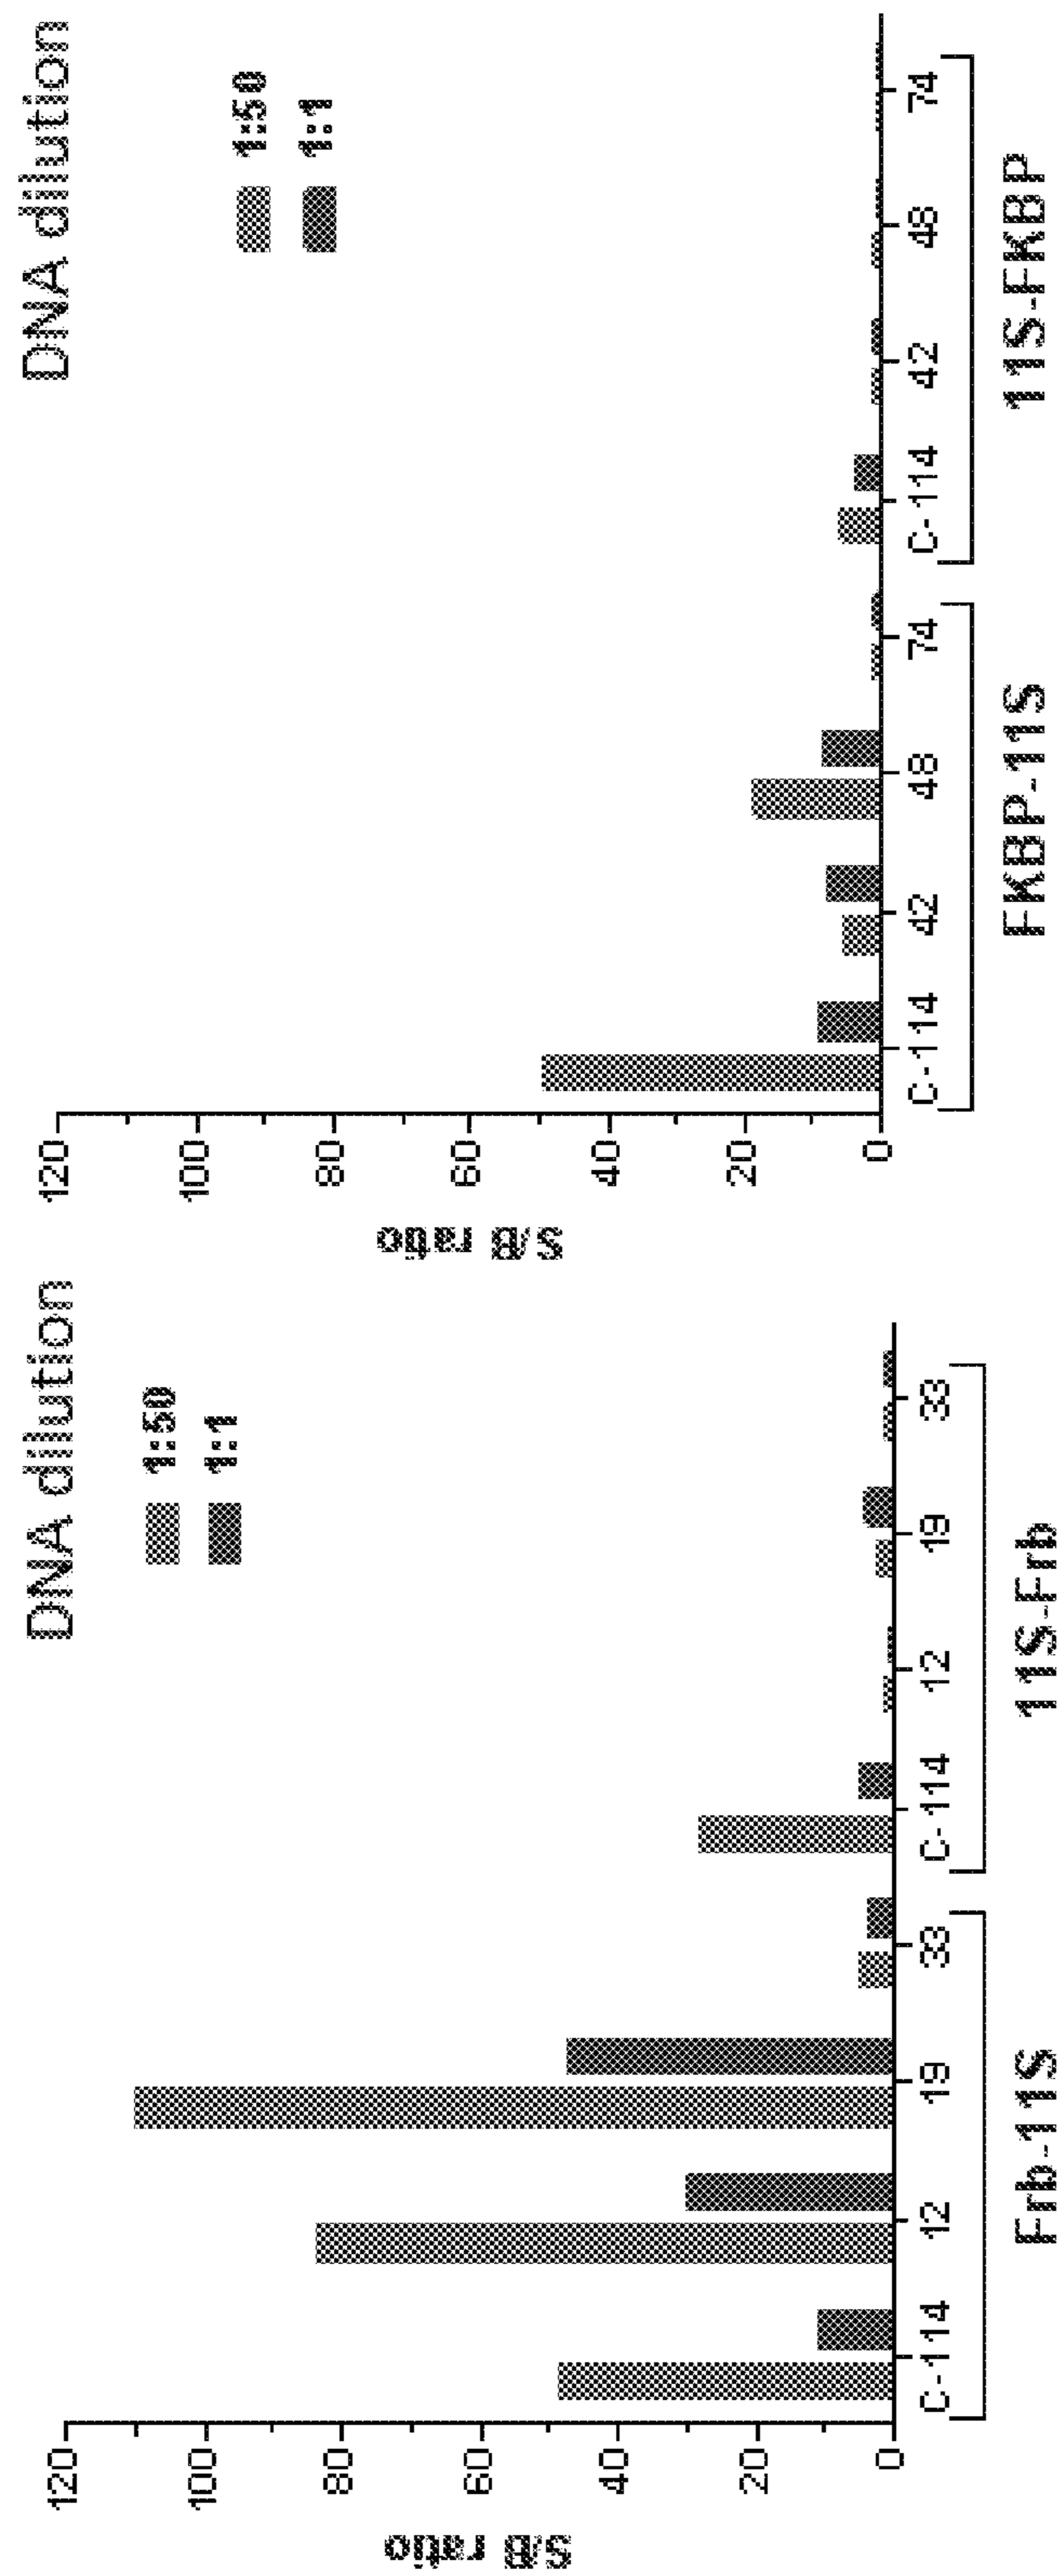 DNA dilution
1:50
1:1
S/B ratio
120
100
80
60
40
20
0
C-114 12 19 33 C-114 12 19 33
Frb-11S 11S-Frb
DNA dilution
1:50
1:1
S/B ratio
120
100
80
60
40
20
0
C-114 42 48 74 C-114 42 48 74
FKBP-11S 11S-FKBP